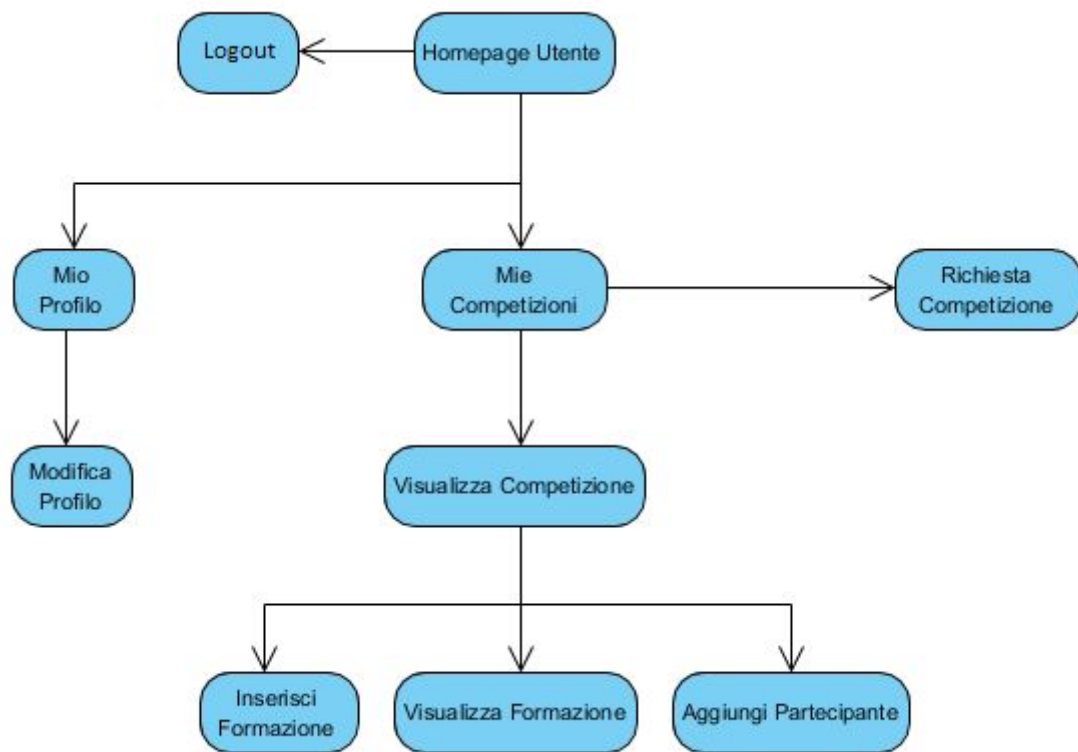 Logout
Homepage Utente
Mio
Profilo
Mie
Competizioni
Richiesta
Competizione
Modifica
Profilo
Visualizza Competizione
Inserisci
Formazione
Visualizza Formazione
Aggiungi Partecipante